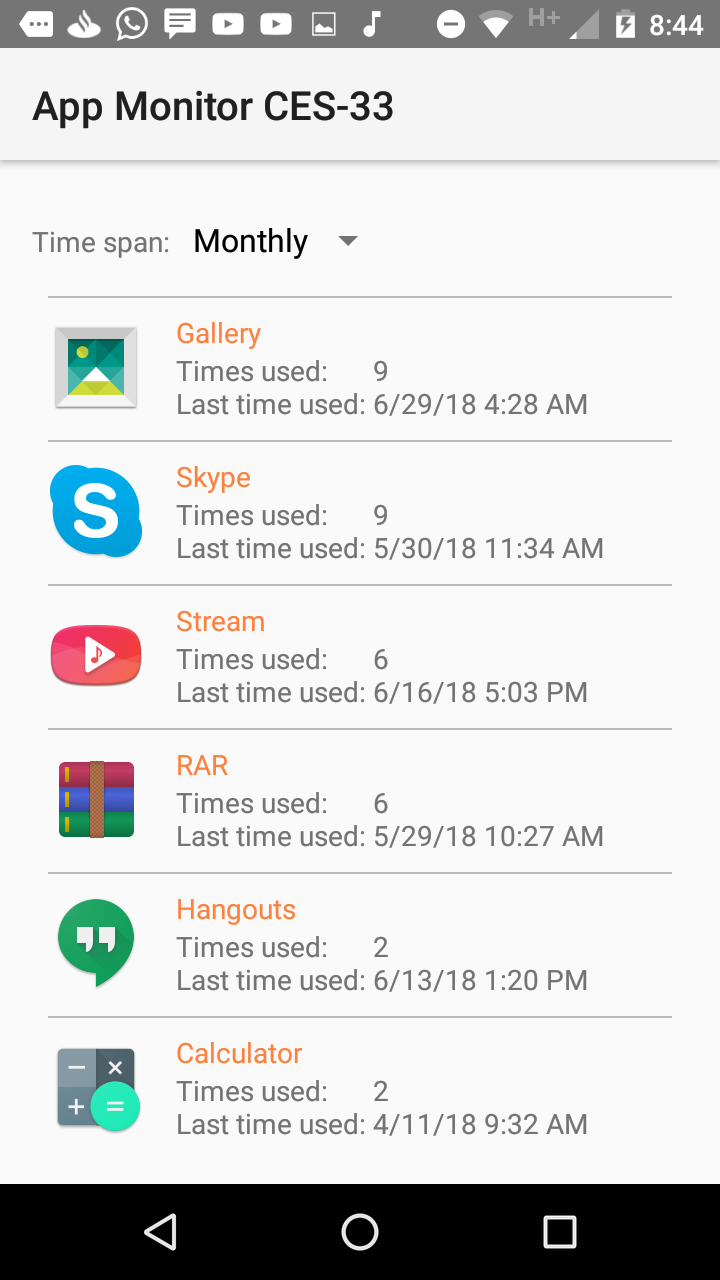 H+ 8:44
App Monitor CES-33
Time span: Monthly
Gallery
Times used: 9
Last time used: 6/29/18 4:28 AM
Skype
Times used: 9
Last time used: 5/30/18 11:34 AM
Stream
Times used: 6
Last time used: 6/16/18 5:03 PM
RAR
Times used: 6
Last time used: 5/29/18 10:27 AM
Hangouts
Times used: 2
Last time used: 6/13/18 1:20 PM
Calculator
Times used: 2
Last time used: 4/11/18 9:32 AM